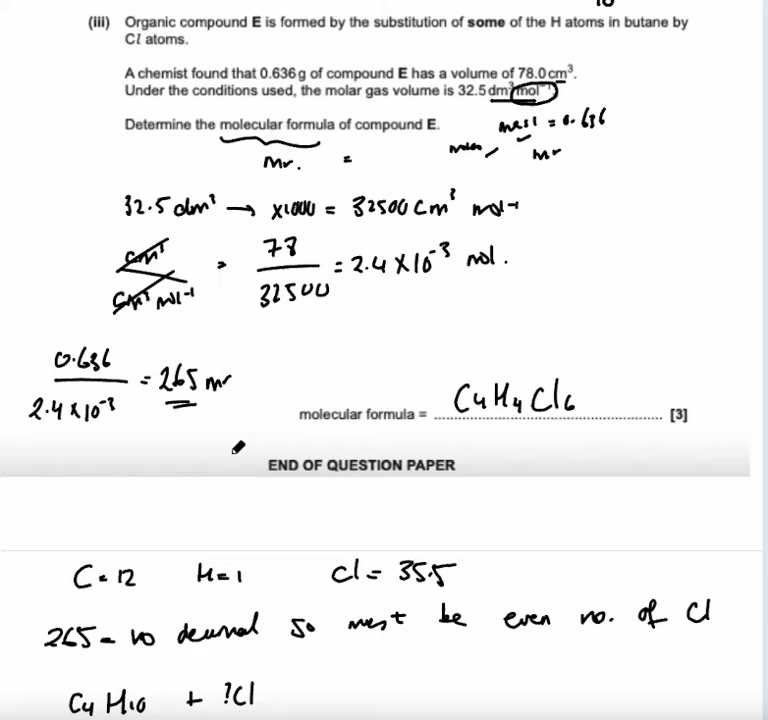 (iii) Organic compound E is formed by the substitution of some of the H atoms in butane by
Cl atoms.
A chemist found that 0.636 g of compound E has a volume of 78.0 cm³.
Under the conditions used, the molar gas volume is 32.5 dm³ mol⁻¹.
Determine the molecular formula of compound E.
mass = 0.636
moles
Mr
Mr. =
32.5 dm³ → ×1000 = 32500 cm³ mol⁻¹
cm³ / cm³ mol⁻¹ = 78 / 32500 = 2.4 × 10⁻³ mol.
0.636 / 2.4 × 10⁻³ = 265 mr
molecular formula = C4H4Cl6 [3]
END OF QUESTION PAPER
C = 12 H = 1 Cl = 35.5
265 = no decimal so must be even no. of Cl
C4H10 + ?Cl